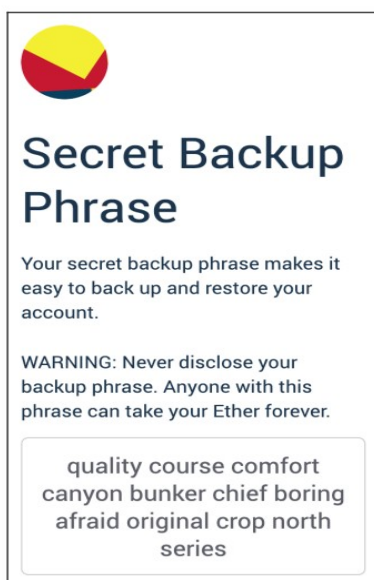 Secret Backup
Phrase
Your secret backup phrase makes it
easy to back up and restore your
account.
WARNING: Never disclose your
backup phrase. Anyone with this
phrase can take your Ether forever.
quality course comfort
canyon bunker chief boring
afraid original crop north
series